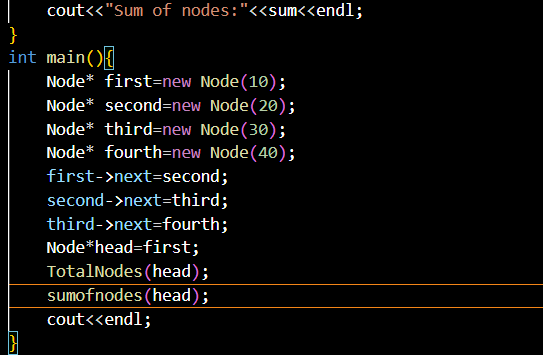 cout<<"Sum of nodes:"<<sum<<endl;
}
int main(){
Node* first=new Node(10);
Node* second=new Node(20);
Node* third=new Node(30);
Node* fourth=new Node(40);
first->next=second;
second->next=third;
third->next=fourth;
Node*head=first;
TotalNodes(head);
sumofnodes(head);
cout<<endl;
}